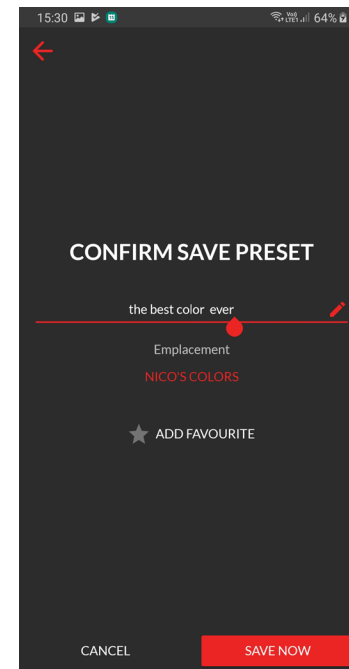 15:30 64%
CONFIRM SAVE PRESET
the best color ever
Emplacement
NICO'S COLORS
ADD FAVOURITE
CANCEL SAVE NOW